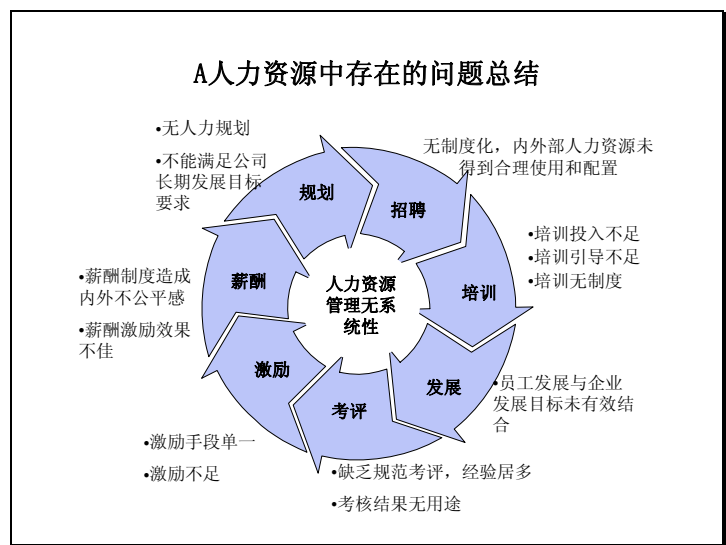 A人力资源中存在的问题总结
•无人力规划
•不能满足公司
长期发展目标
要求
无制度化，内外部人力资源未
得到合理使用和配置
规划
招聘
•培训投入不足
•培训引导不足
•培训无制度
•薪酬制度造成
内外不公平感
•薪酬激励效果
不佳
薪酬
人力资源
管理无系
统性
培训
激励
发展
考评
•员工发展与企业
发展目标未有效结
合
•激励手段单一
•激励不足
•缺乏规范考评，经验居多
•考核结果无用途